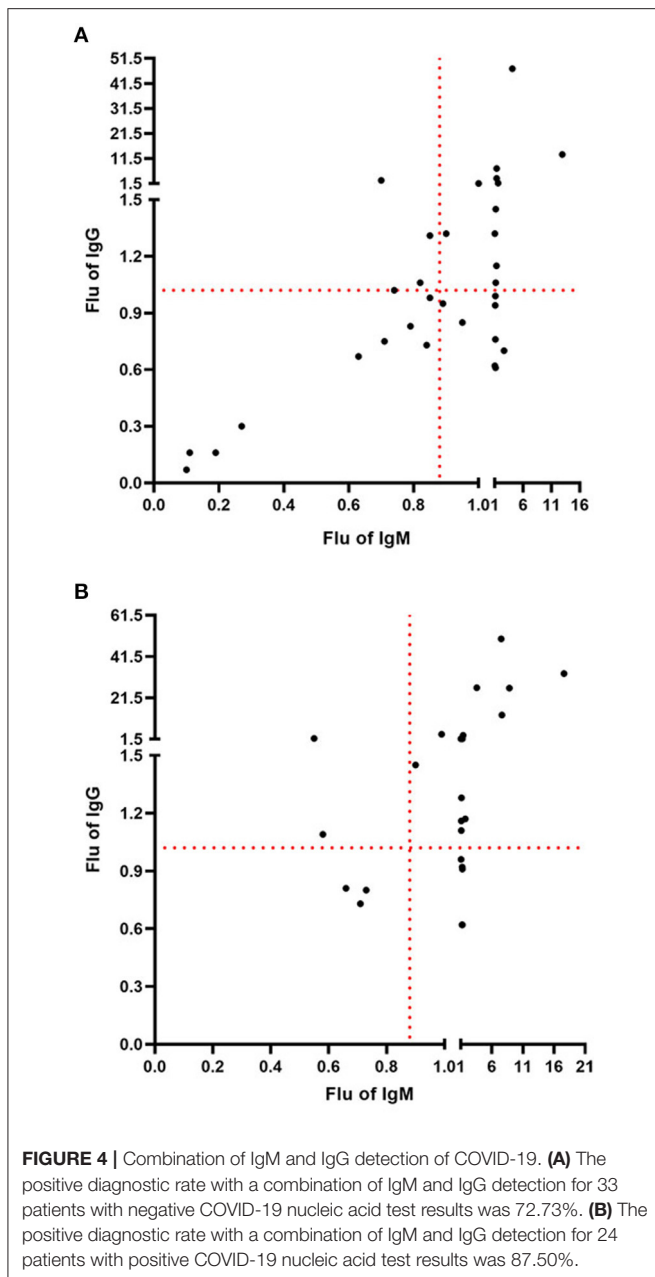 A
51.5
41.5
31.5
21.5
11.5
1.5
1.5
1.2
0.9
0.6
0.3
0.0
Flu of IgG
0.0 0.2 0.4 0.6 0.8 1.0 1 6 11 16
Flu of IgM
B
61.5
41.5
21.5
1.5
1.5
1.2
0.9
0.6
0.3
0.0
Flu of IgG
0.0 0.2 0.4 0.6 0.8 1.0 1 6 11 16 21
Flu of IgM
FIGURE 4 | Combination of IgM and IgG detection of COVID-19. (A) The
positive diagnostic rate with a combination of IgM and IgG detection for 33
patients with negative COVID-19 nucleic acid test results was 72.73%. (B) The
positive diagnostic rate with a combination of IgM and IgG detection for 24
patients with positive COVID-19 nucleic acid test results was 87.50%.